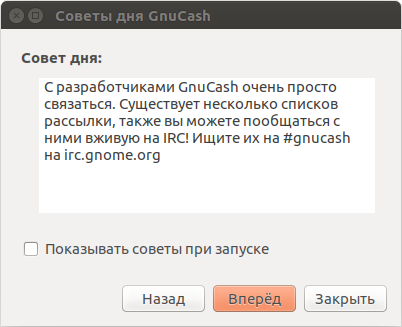 Советы дня GnuCash
Совет дня:
С разработчиками GnuCash очень просто
связаться. Существует несколько списков
рассылки, также вы можете пообщаться с
ними вживую на IRC! Ищите их на #gnucash
на irc.gnome.org
Показывать советы при запуске
Назад Вперёд Закрыть